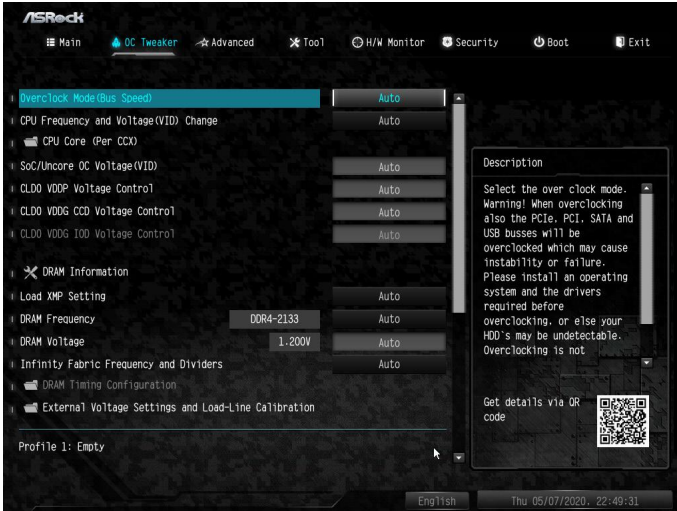 ASRock
Main OC Tweaker Advanced Tool H/W Monitor Security Boot Exit
Overclock Mode(Bus Speed) Auto
CPU Frequency and Voltage(VID) Change Auto
CPU Core (Per CCX)
SoC/Uncore OC Voltage(VID) Auto
CLDO VDDP Voltage Control Auto
CLDO VDDG CCD Voltage Control Auto
CLDO VDDG IOD Voltage Control Auto
DRAM Information
Load XMP Setting Auto
DRAM Frequency DDR4-2133 Auto
DRAM Voltage 1.200V Auto
Infinity Fabric Frequency and Dividers Auto
DRAM Timing Configuration
External Voltage Settings and Load-Line Calibration
Profile 1: Empty
Description
Select the over clock mode.
Warning! When overclocking
also the PCIe, PCI, SATA and
USB busses will be
overclocked which may cause
instability or failure.
Please install an operating
system and the drivers
required before
overclocking, or else your
HDD`s may be undetectable.
Overclocking is not
Get details via QR
code
English Thu 05/07/2020, 22:49:31